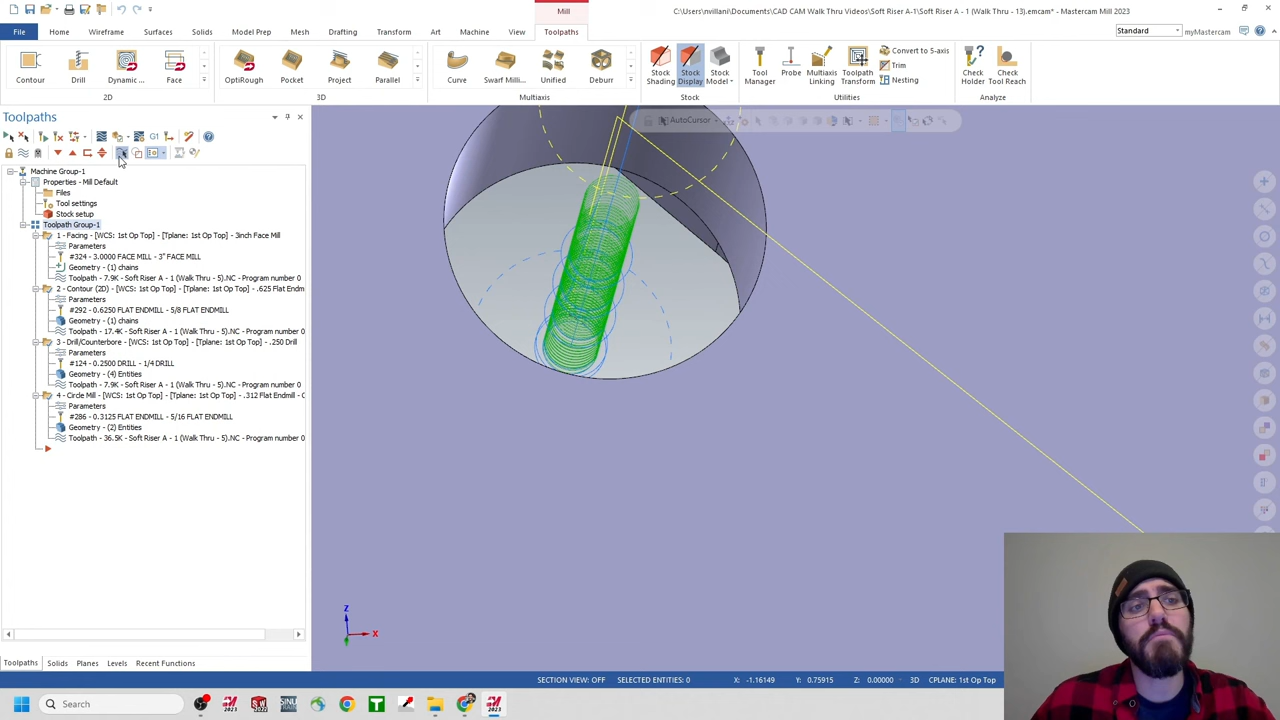 Mill
C:\Users\nvillani\Documents\CAD CAM Walk Thru Videos\Soft Riser A-1\Soft Riser A - 1 (Walk Thru - 13).emcam* - Mastercam Mill 2023
File Home Wireframe Surfaces Solids Model Prep Mesh Drafting Transform Art Machine View Toolpaths
Standard
myMastercam
Contour Drill Dynamic ... Face
2D
OptiRough Pocket Project Parallel
3D
Curve Swarf Milli... Unified Deburr
Multiaxis
Stock Shading
Stock Display
Stock Model
Stock
Tool Manager
Probe
Multiaxis Linking
Toolpath Transform
Convert to 5-axis
Trim
Nesting
Utilities
Check Holder
Check Tool Reach
Analyze
Toolpaths
AutoCursor
G1
Machine Group-1
Properties - Mill Default
Files
Tool settings
Stock setup
Toolpath Group-1
1 - Facing - [WCS: 1st Op Top] - [Tplane: 1st Op Top] - 3inch Face Mill
Parameters
#324 - 3.0000 FACE MILL - 3" FACE MILL
Geometry - (1) chains
Toolpath - 7.9K - Soft Riser A - 1 (Walk Thru - 5).NC - Program number 0
2 - Contour (2D) - [WCS: 1st Op Top] - [Tplane: 1st Op Top] - .625 Flat Endm
Parameters
#292 - 0.6250 FLAT ENDMILL - 5/8 FLAT ENDMILL
Geometry - (1) chains
Toolpath - 17.4K - Soft Riser A - 1 (Walk Thru - 5).NC - Program number 
3 - Drill/Counterbore - [WCS: 1st Op Top] - [Tplane: 1st Op Top] - .250 Drill
Parameters
#124 - 0.2500 DRILL - 1/4 DRILL
Geometry - (4) Entities
Toolpath - 7.9K - Soft Riser A - 1 (Walk Thru - 5).NC - Program number 0
4 - Circle Mill - [WCS: 1st Op Top] - [Tplane: 1st Op Top] - .312 Flat Endmill - C
Parameters
#286 - 0.3125 FLAT ENDMILL - 5/16 FLAT ENDMILL
Geometry - (2) Entities
Toolpath - 36.5K - Soft Riser A - 1 (Walk Thru - 5).NC - Program number 0
Z
X
Toolpaths Solids Planes Levels Recent Functions
SECTION VIEW: OFF SELECTED ENTITIES: 0 X: -1.16149 Y: 0.75915 Z: 0.00000 3D CPLANE: 1st Op Top
Search